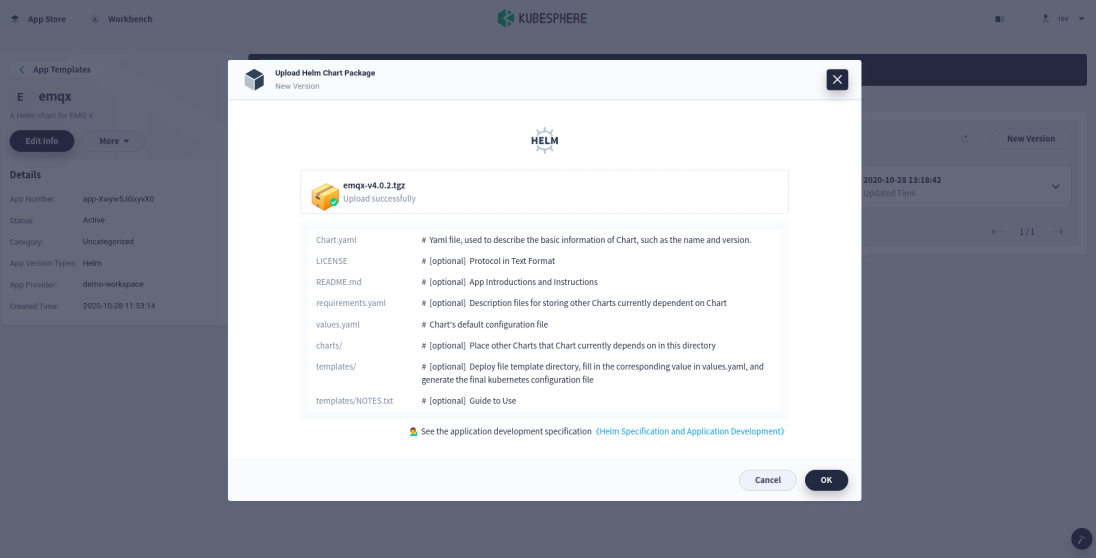 App Store
Workbench
KUBESPHERE
isv
App Templates
E emqx
A Helm chart for EMQ X
Edit Info
More
Details
App Number: app-Xwyw5JGxyvX0
Status: Active
Category: Uncategorized
App Version Types: Helm
App Provider: demo-workspace
Created Time: 2020-10-28 11:53:14
Upload Helm Chart Package
New Version
HELM
emqx-v4.0.2.tgz
Upload successfully
Chart.yaml # Yaml file, used to describe the basic information of Chart, such as the name and version.
LICENSE # [optional] Protocol in Text Format
README.md # [optional] App Introductions and Instructions
requirements.yaml # [optional] Description files for storing other Charts currently dependent on Chart
values.yaml # Chart's default configuration file
charts/ # [optional] Place other Charts that Chart currently depends on in this directory
templates/ # [optional] Deploy file template directory, fill in the corresponding value in values.yaml, and
generate the final kubernetes configuration file
templates/NOTES.txt # [optional] Guide to Use
See the application development specification 《Helm Specification and Application Development》
Cancel
OK
New Version
2020-10-28 13:18:42
Updated Time
1 / 1